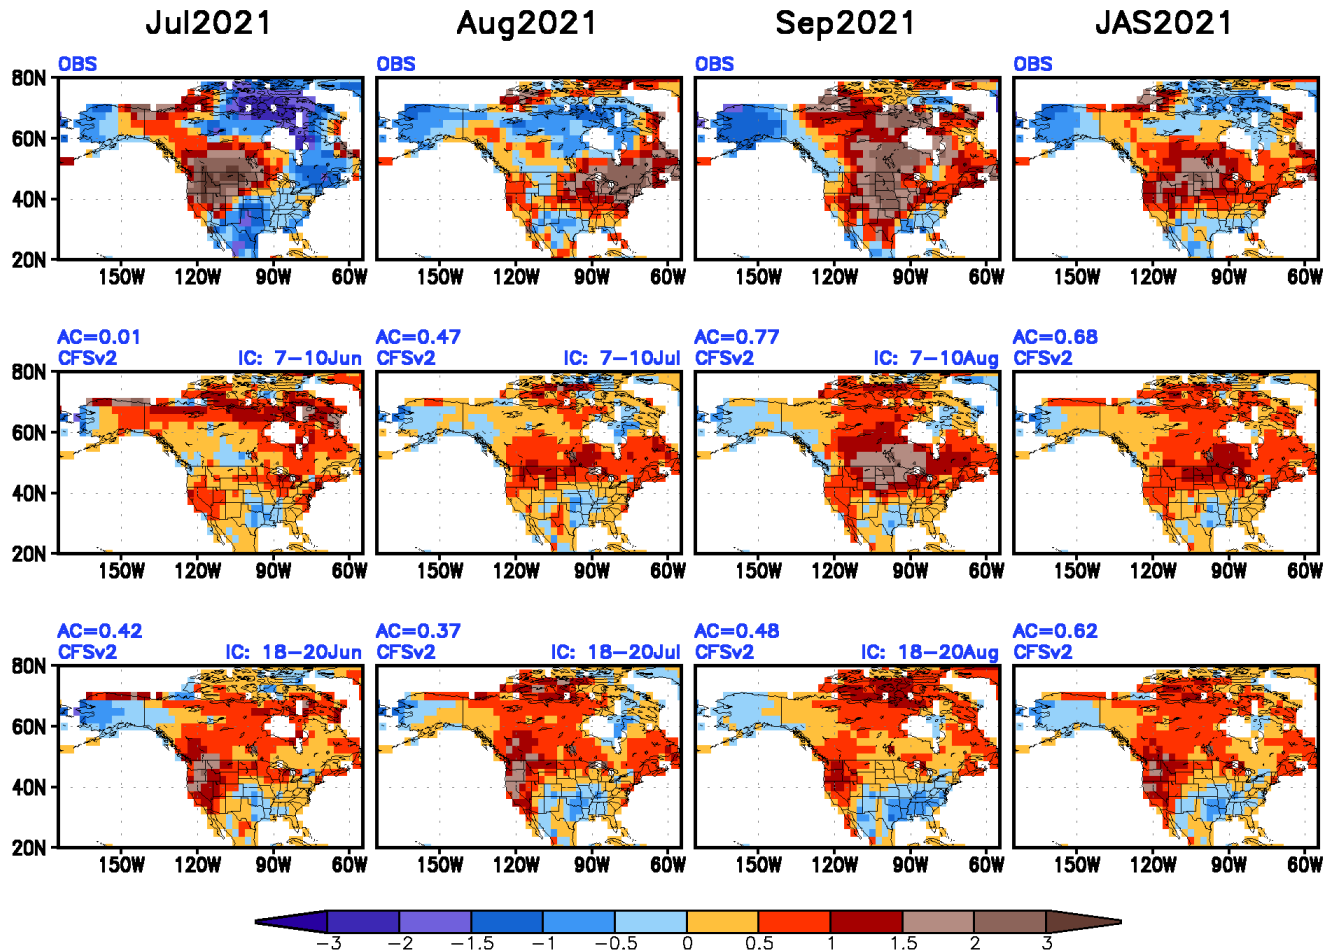 Jul2021 Aug2021 Sep2021 JAS2021
OBS OBS OBS OBS
80N
60N
40N
20N
150W 120W 90W 60W 150W 120W 90W 60W 150W 120W 90W 60W 150W 120W 90W 60W
AC=0.01 AC=0.47 AC=0.77 AC=0.68
CFSv2 IC: 7-10Jun CFSv2 IC: 7-10Jul CFSv2 IC: 7-10Aug CFSv2
80N
60N
40N
20N
150W 120W 90W 60W 150W 120W 90W 60W 150W 120W 90W 60W 150W 120W 90W 60W
AC=0.42 AC=0.37 AC=0.48 AC=0.62
CFSv2 IC: 18-20Jun CFSv2 IC: 18-20Jul CFSv2 IC: 18-20Aug CFSv2
80N
60N
40N
20N
150W 120W 90W 60W 150W 120W 90W 60W 150W 120W 90W 60W 150W 120W 90W 60W
-3 -2 -1.5 -1 -0.5 0 0.5 1 1.5 2 3